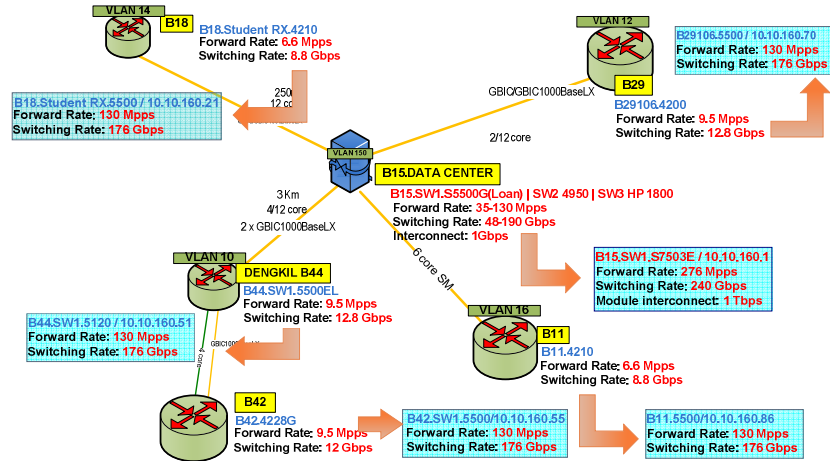 VLAN 14
B18
B18.Student RX.4210
Forward Rate: 6.6 Mpps
Switching Rate: 8.8 Gbps
B18.Student RX.5500 / 10.10.160.21
Forward Rate: 130 Mpps
Switching Rate: 176 Gbps
VLAN 12
B29
B29106.4200
Forward Rate: 9.5 Mpps
Switching Rate: 12.8 Gbps
B29106.5500 / 10.10.160.70
Forward Rate: 130 Mpps
Switching Rate: 176 Gbps
GBIC/GBIC1000BaseLX
2/12 core
VLAN 150
B15.DATA CENTER
B15.SW1.S5500G(Loan) | SW2 4950 | SW3 HP 1800
Forward Rate: 35-130 Mpps
Switching Rate: 48-190 Gbps
Interconnect: 1Gbps
B15.SW1.S7503E / 10.10.160.1
Forward Rate: 276 Mpps
Switching Rate: 240 Gbps
Module interconnect: 1 Tbps
3 Km
4/12 core
2 x GBIC1000BaseLX
6 core SM
VLAN 10
DENGKIL B44
B44.SW1.5500EL
Forward Rate: 9.5 Mpps
Switching Rate: 12.8 Gbps
B44.SW1.5120 / 10.10.160.51
Forward Rate: 130 Mpps
Switching Rate: 176 Gbps
4 core
VLAN 16
B11
B11.4210
Forward Rate: 6.6 Mpps
Switching Rate: 8.8 Gbps
B42
B42.4228G
Forward Rate: 9.5 Mpps
Switching Rate: 12 Gbps
B42.SW1.5500/10.10.160.55
Forward Rate: 130 Mpps
Switching Rate: 176 Gbps
B11.5500/10.10.160.86
Forward Rate: 130 Mpps
Switching Rate: 176 Gbps